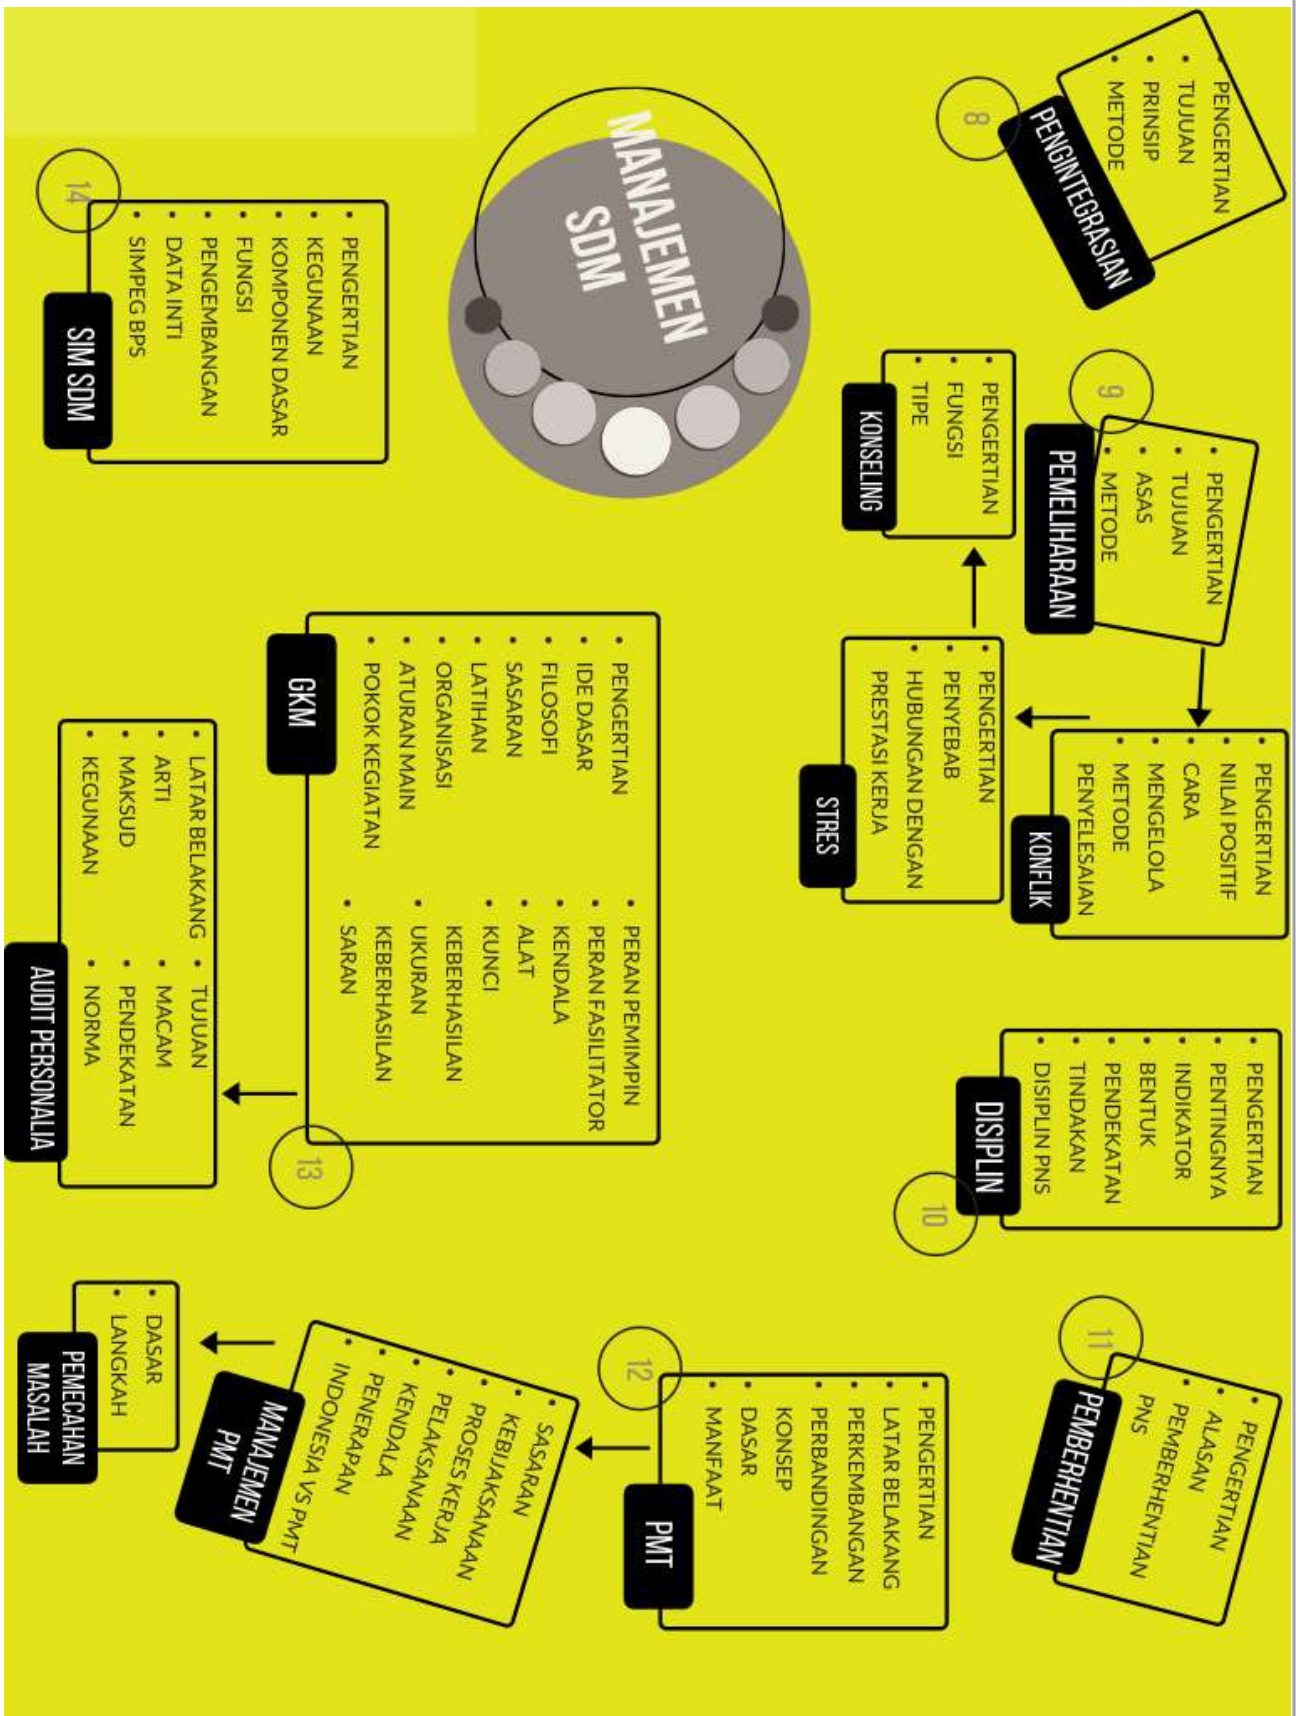 PENGERTIAN
TUJUAN
PRINSIP
METODE
PENGINTEGRASIAN
8
9
PENGERTIAN
TUJUAN
ASAS
METODE
PEMELIHARAAN
PENGERTIAN
NILAI POSITIF
CARA
MENGELOLA
METODE
PENYELESAIAN
KONFLIK
PENGERTIAN
PENYEBAB
HUBUNGAN DENGAN
PRESTASI KERJA
STRES
PENGERTIAN
FUNGSI
TIPE
KONSELING
PENGERTIAN
PENTINGNYA
INDIKATOR
BENTUK
PENDEKATAN
TINDAKAN
DISIPLIN PNS
DISIPLIN
10
11
PENGERTIAN
ALASAN
PEMBERHENTIAN
PNS
PEMBERHENTIAN
MANAJEMEN
SDM
12
PENGERTIAN
LATAR BELAKANG
PERKEMBANGAN
PERBANDINGAN
KONSEP
DASAR
MANFAAT
PMT
SASARAN
KEBIJAKSANAAN
PROSES KERJA
PELAKSANAAN
KENDALA
PENERAPAN
INDONESIA VS PMT
MANAJEMEN
PMT
DASAR
LANGKAH
PEMECAHAN
MASALAH
PENGERTIAN
IDE DASAR
FILOSOFI
SASARAN
LATIHAN
ORGANISASI
ATURAN MAIN
POKOK KEGIATAN
PERAN PEMIMPIN
PERAN FASILITATOR
KENDALA
ALAT
KUNCI
KEBERHASILAN
UKURAN
KEBERHASILAN
SARAN
GKM
13
LATAR BELAKANG
ARTI
MAKSUD
KEGUNAAN
TUJUAN
MACAM
PENDEKATAN
NORMA
AUDIT PERSONALIA
14
PENGERTIAN
KEGUNAAN
KOMPONEN DASAR
FUNGSI
PENGEMBANGAN
DATA INTI
SIMPEG BPS
SIM SDM